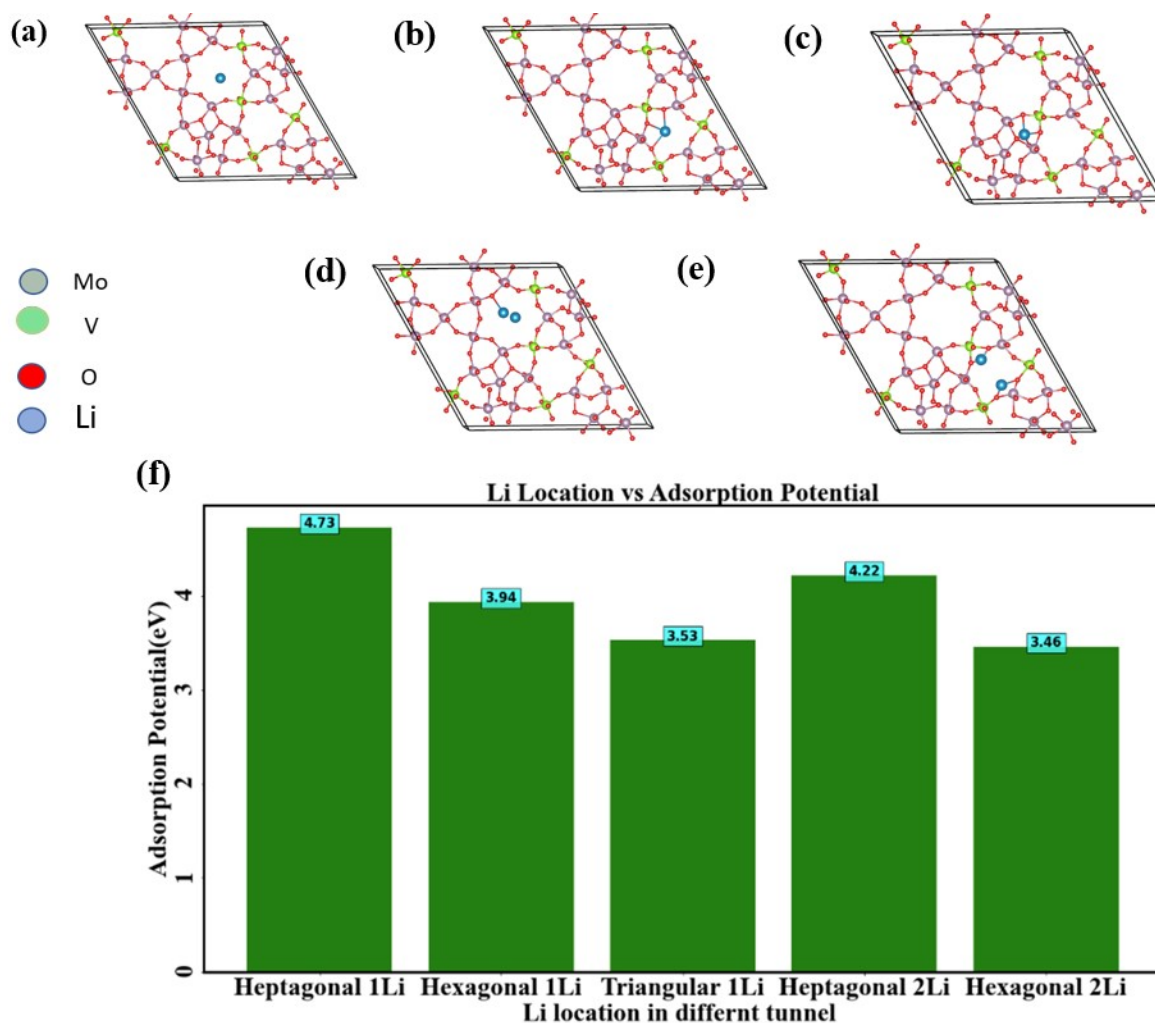 (a)
(b)
(c)
(d)
(e)
Mo
V
O
Li
(f)
Li Location vs Adsorption Potential
Adsorption Potential(eV)
4
3
2
1
0
4.73
3.94
3.53
4.22
3.46
Heptagonal 1Li
Hexagonal 1Li
Triangular 1Li
Heptagonal 2Li
Hexagonal 2Li
Li location in differnt tunnel